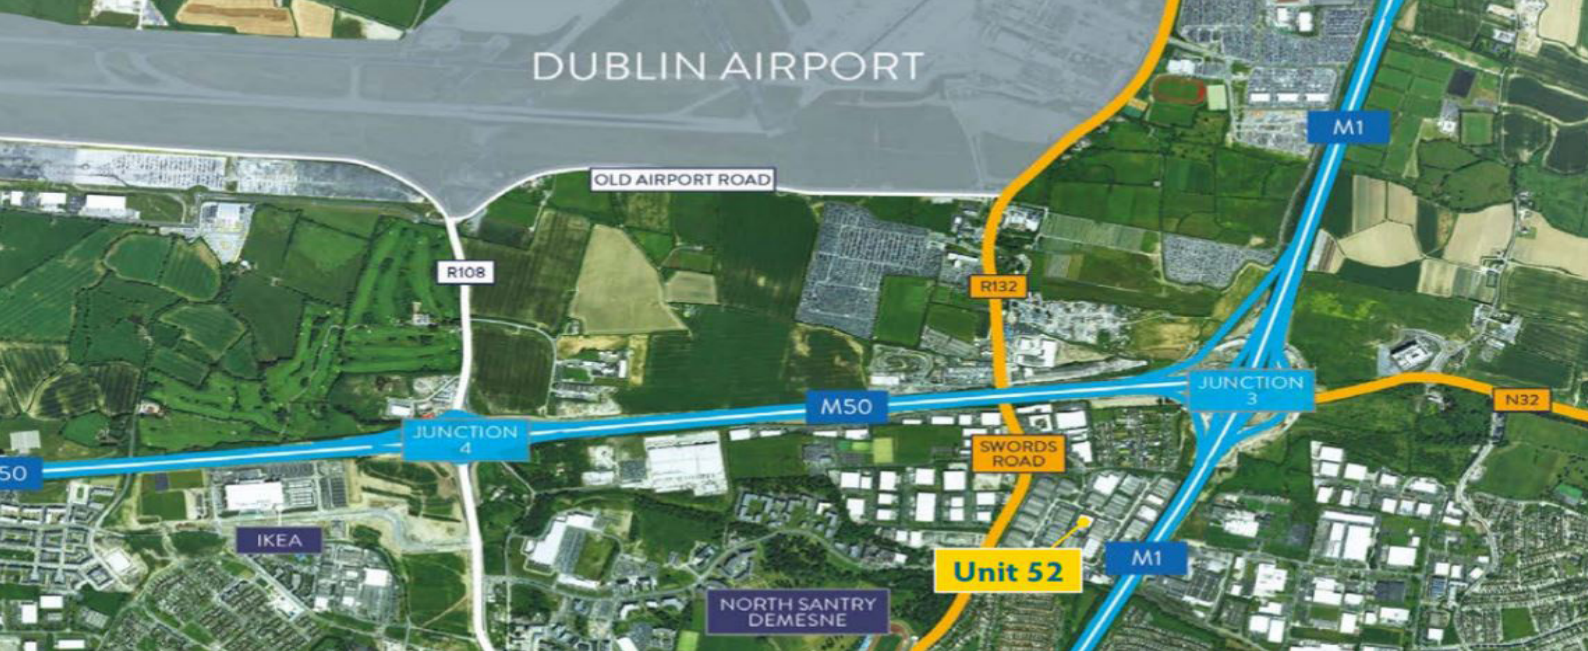 DUBLIN AIRPORT
M1
OLD AIRPORT ROAD
R108
R132
JUNCTION
3
N32
M50
JUNCTION
4
50
SWORDS
ROAD
IKEA
M1
Unit 52
NORTH SANTRY
DEMESNE